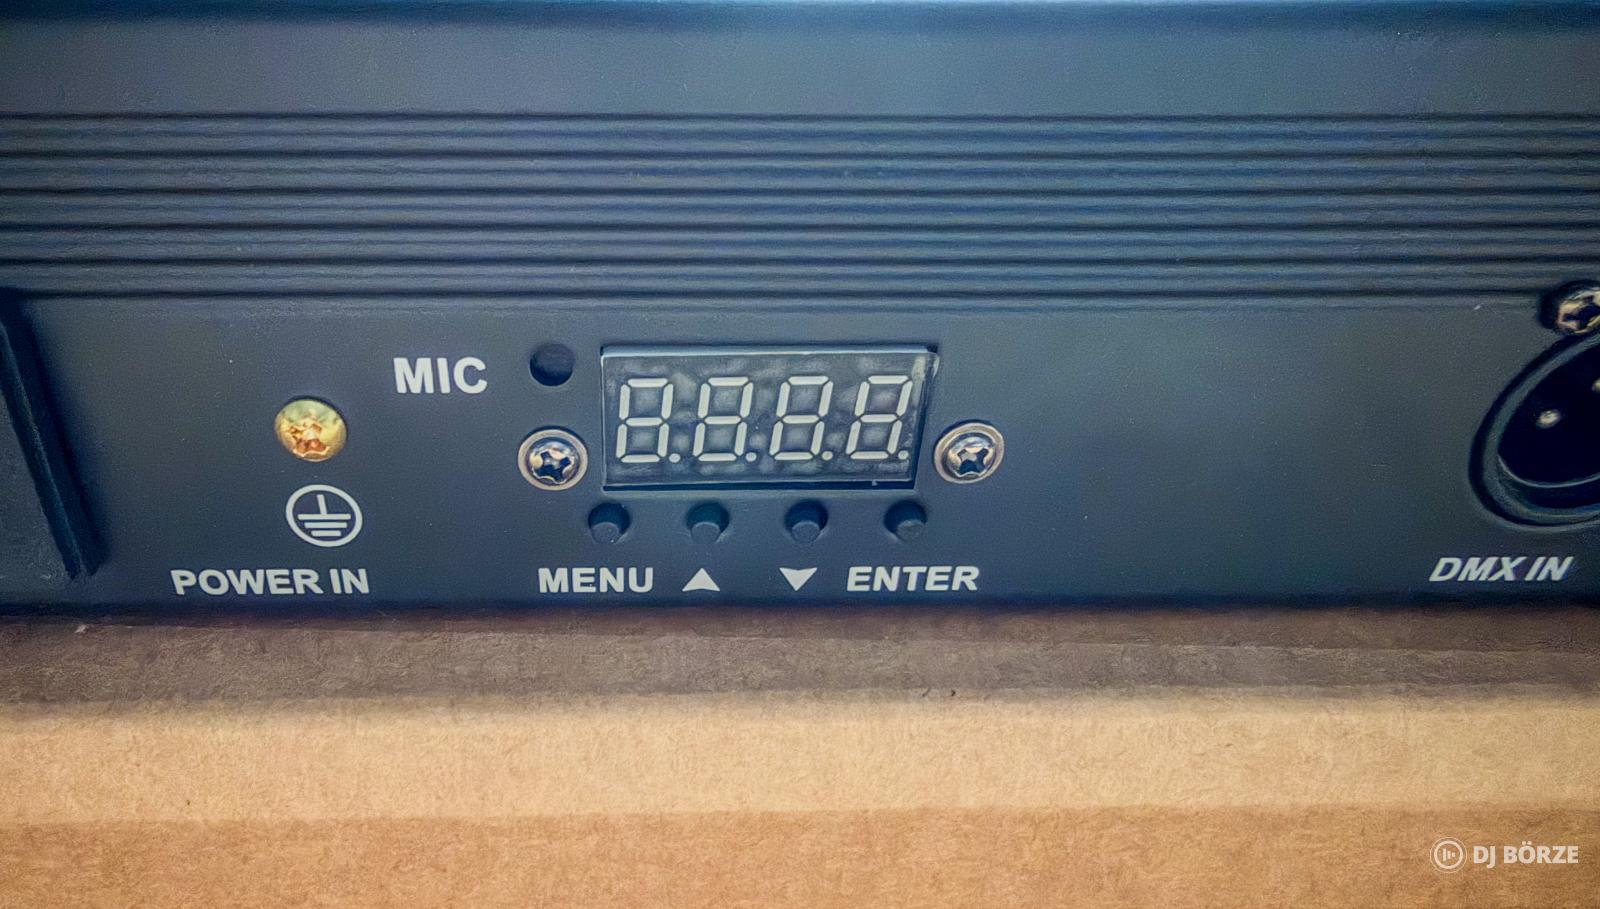 MIC
8.8.8.8.
POWER IN
MENU ▲ ▼ ENTER
DMX IN
DJ BÖRZE